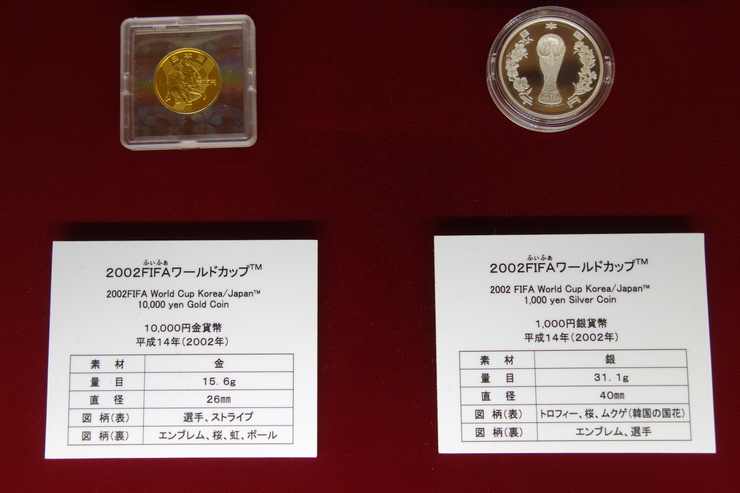 日本国
日本国
千円
ふぃふぁ
2002FIFAワールドカップ™
2002FIFA World Cup Korea/Japan™
10,000 yen Gold Coin
10,000円金貨幣
平成14年(2002年)
素 材 金
量 目 15.6g
直 径 26mm
図 柄(表) 選手、ストライプ
図 柄(裏) エンブレム、桜、虹、ボール
ふぃふぁ
2002FIFAワールドカップ™
2002 FIFA World Cup Korea/Japan™
1,000 yen Silver Coin
1,000円銀貨幣
平成14年(2002年)
素 材 銀
量 目 31.1g
直 径 40mm
図 柄(表) トロフィー、桜、ムクゲ(韓国の国花)
図 柄(裏) エンブレム、選手